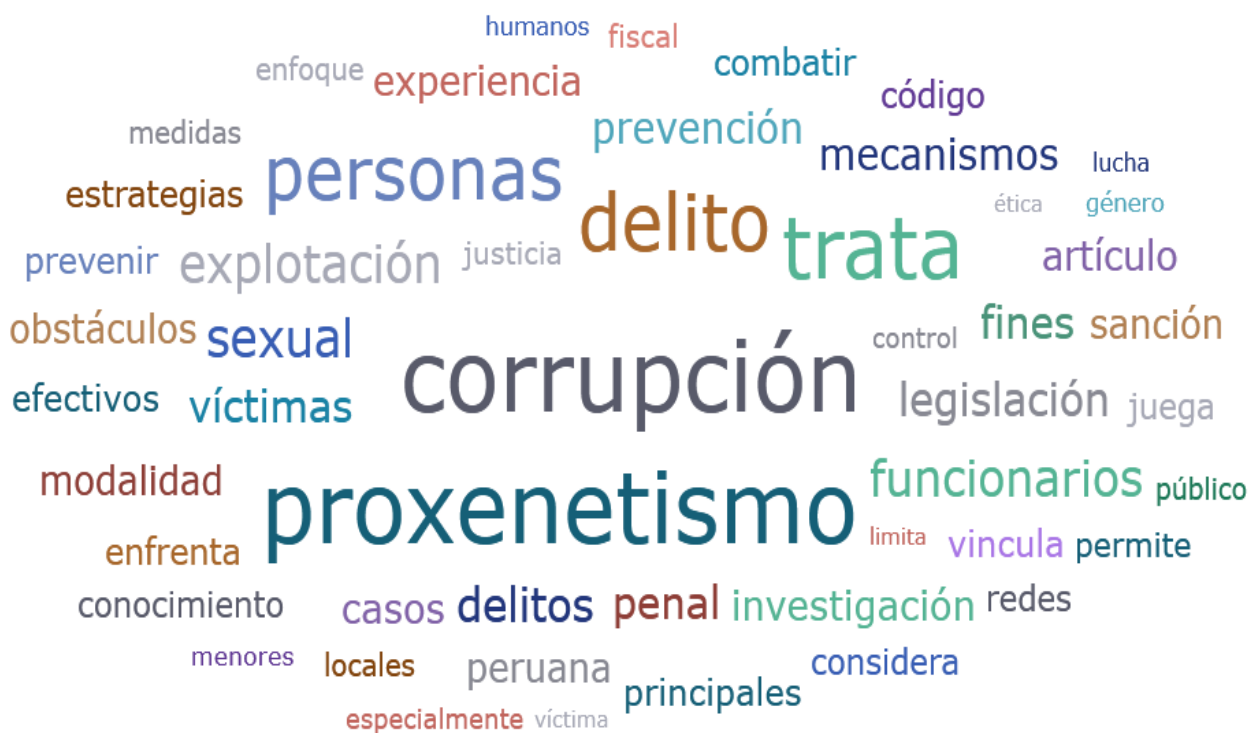 humanos fiscal
enfoque experiencia combatir
código
medidas personas prevención mecanismos lucha
estrategias delito trata ética género
prevenir explotación justicia artículo
obstáculos sexual corrupción control fines sanción
efectivos víctimas legislación juega
modalidad proxenetismo funcionarios público
enfrenta limita vincula permite
conocimiento casos delitos penal investigación redes
menores locales peruana considera
principales
especialmente víctima